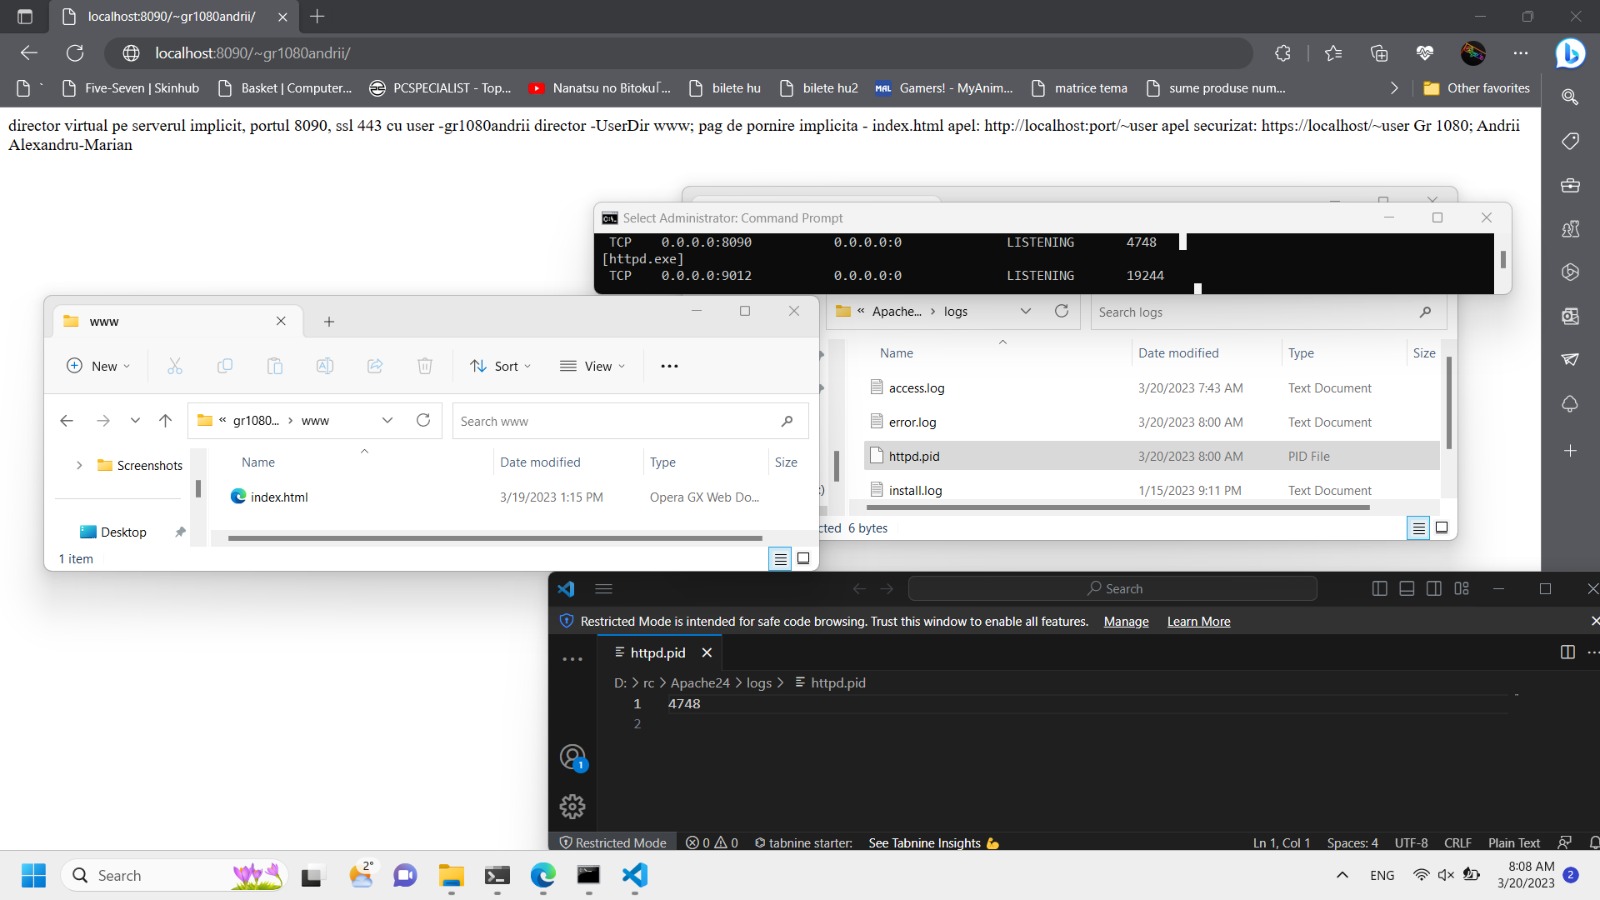 localhost:8090/~gr1080andrii/
localhost:8090/~gr1080andrii/
Five-Seven | Skinhub
Basket | Computer...
PCSPECIALIST - Top...
Nanatsu no Bitoku「...
bilete hu
bilete hu2
MAL Gamers! - MyAnim...
matrice tema
sume produse num...
Other favorites
director virtual pe serverul implicit, portul 8090, ssl 443 cu user -gr1080andrii director -UserDir www; pag de pornire implicita - index.html apel: http://localhost:port/~user apel securizat: https://localhost/~user Gr 1080; Andrii
Alexandru-Marian
Select Administrator: Command Prompt
TCP 0.0.0.0:8090 0.0.0.0:0 LISTENING 4748
[httpd.exe]
TCP 0.0.0.0:9012 0.0.0.0:0 LISTENING 19244
« Apache... > logs
Search logs
Name Date modified Type Size
access.log 3/20/2023 7:43 AM Text Document
error.log 3/20/2023 8:00 AM Text Document
httpd.pid 3/20/2023 8:00 AM PID File
install.log 1/15/2023 9:11 PM Text Document
cted 6 bytes
www
New
Sort
View
« gr1080... > www
Search www
Screenshots
Desktop
Name Date modified Type Size
index.html 3/19/2023 1:15 PM Opera GX Web Do...
1 item
Search
Restricted Mode is intended for safe code browsing. Trust this window to enable all features. Manage Learn More
httpd.pid
D: > rc > Apache24 > logs > httpd.pid
1 4748
2
1
Restricted Mode 0 0 tabnine starter: See Tabnine Insights 💪 Ln 1, Col 1 Spaces: 4 UTF-8 CRLF Plain Text
Search
2°
ENG
8:08 AM
3/20/2023
2